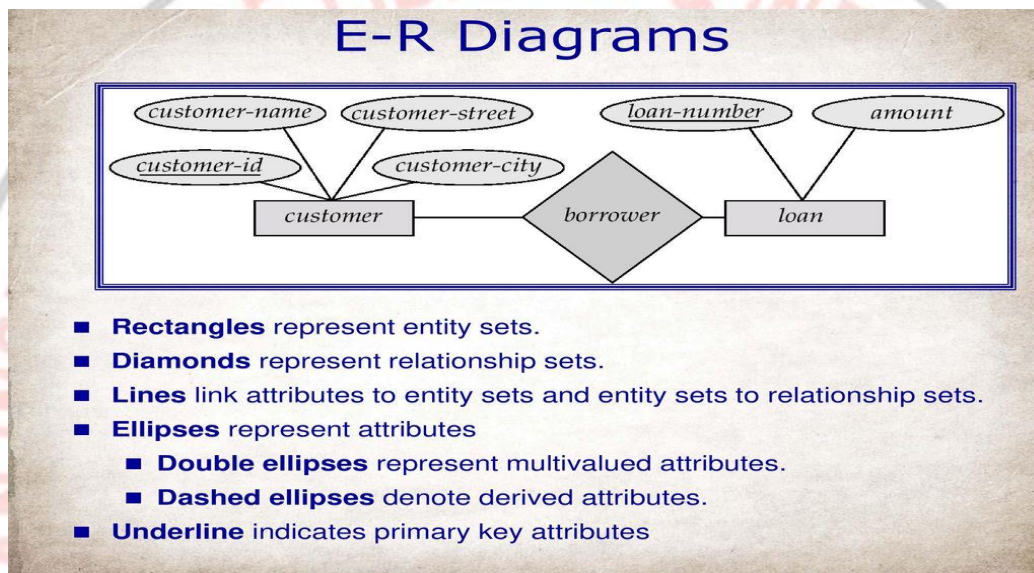 E-R Diagrams
customer-name customer-street loan-number amount
customer-id customer-city
customer borrower loan
Rectangles represent entity sets.
Diamonds represent relationship sets.
Lines link attributes to entity sets and entity sets to relationship sets.
Ellipses represent attributes
Double ellipses represent multivalued attributes.
Dashed ellipses denote derived attributes.
Underline indicates primary key attributes